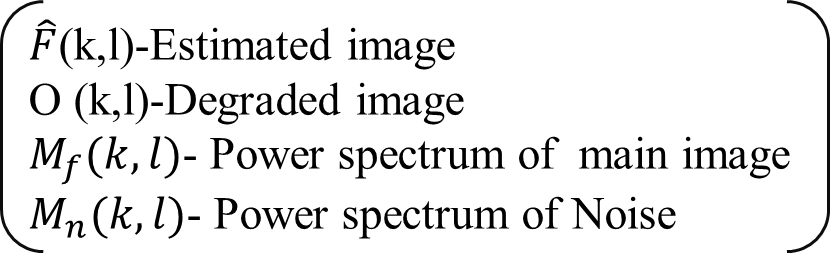 F̂(k,l)-Estimated image
O (k,l)-Degraded image
M_f(k, l)- Power spectrum of main image
M_n(k, l)- Power spectrum of Noise